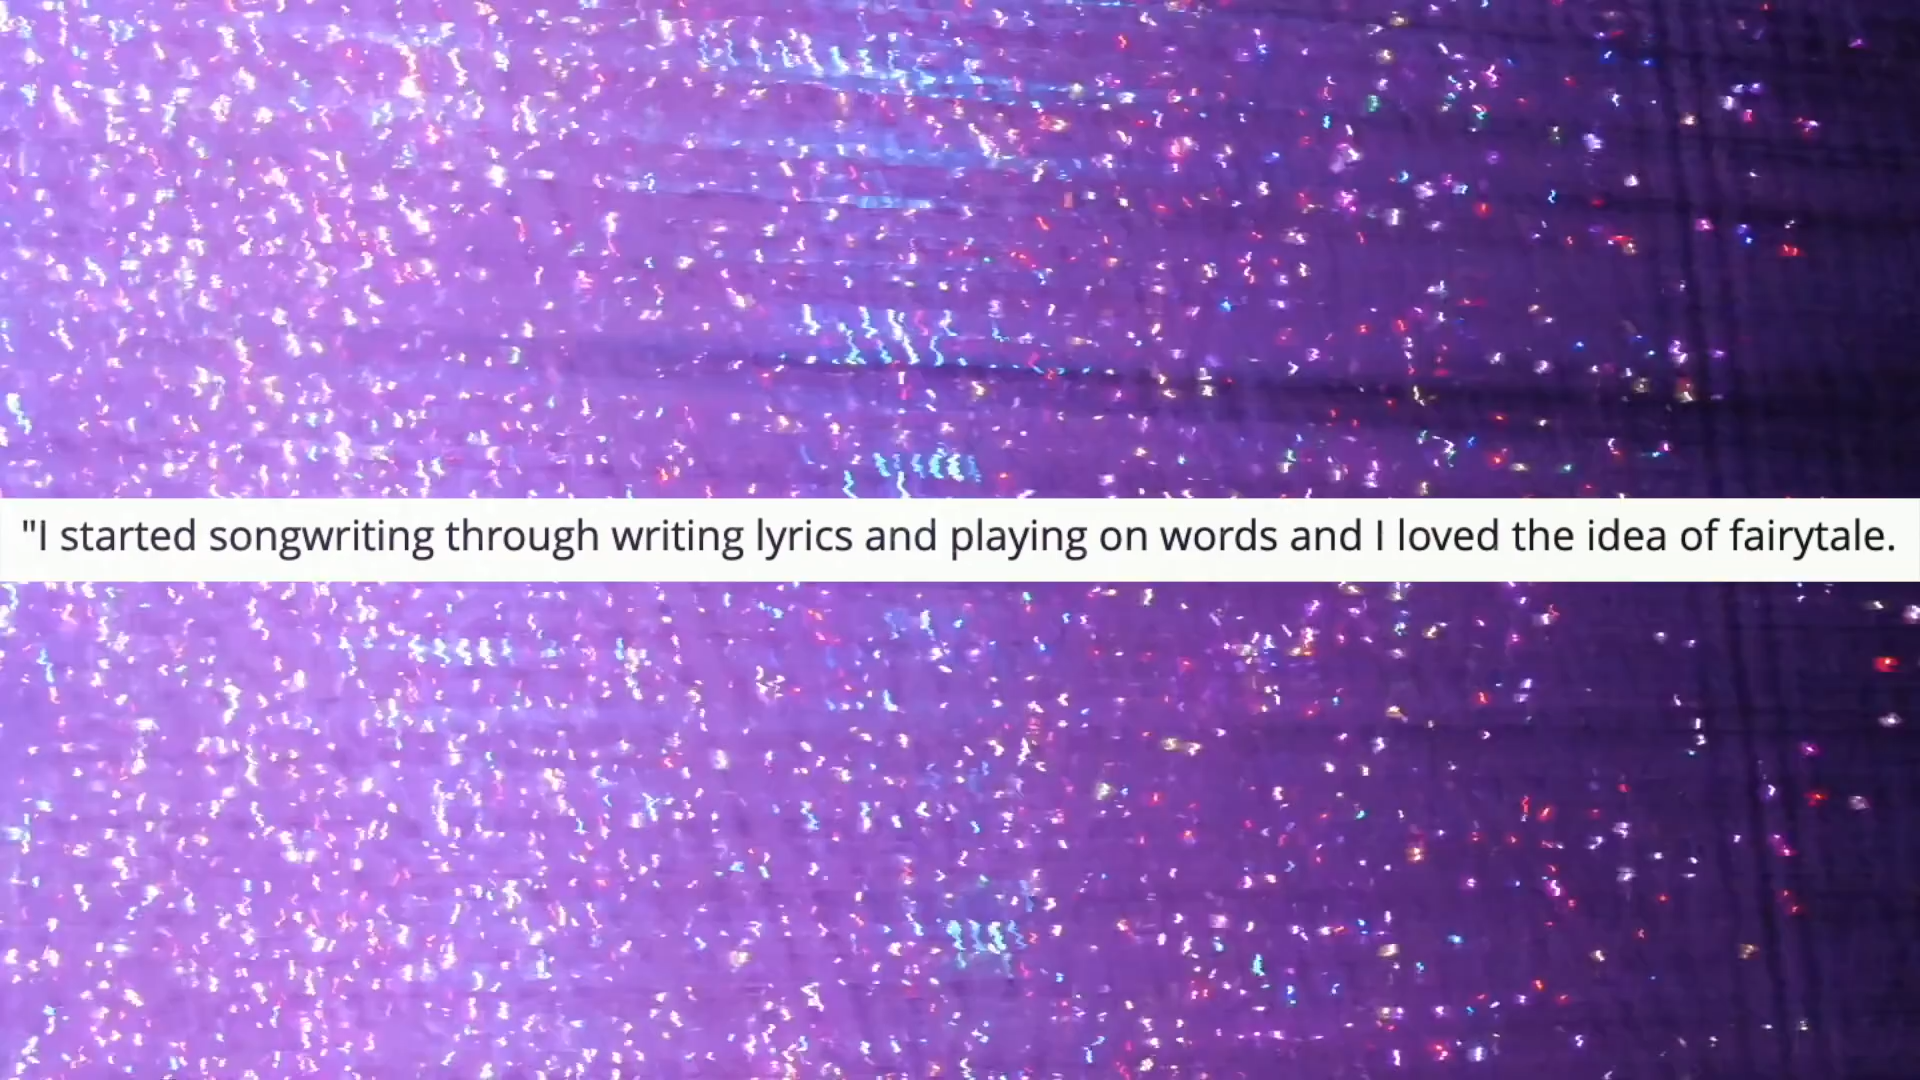 "I started songwriting through writing lyrics and playing on words and I loved the idea of fairytale.